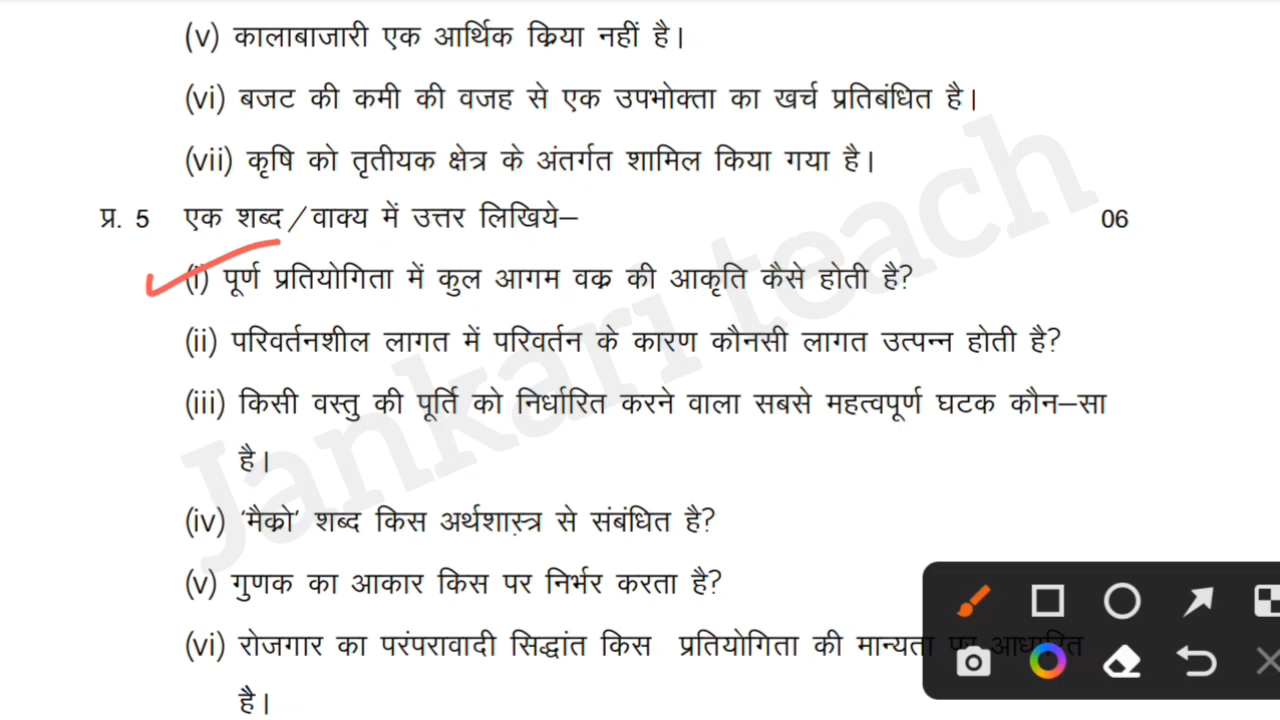 (v) कालाबाजारी एक आर्थिक क्रिया नहीं है।
(vi) बजट की कमी की वजह से एक उपभोक्ता का खर्च प्रतिबंधित है।
(vii) कृषि को तृतीयक क्षेत्र के अंतर्गत शामिल किया गया है।
प्र. 5 एक शब्द/वाक्य में उत्तर लिखिये– 06
(i) पूर्ण प्रतियोगिता में कुल आगम वक्र की आकृति कैसे होती है?
(ii) परिवर्तनशील लागत में परिवर्तन के कारण कौनसी लागत उत्पन्न होती है?
(iii) किसी वस्तु की पूर्ति को निर्धारित करने वाला सबसे महत्वपूर्ण घटक कौन–सा
है।
(iv) 'मैक्रो' शब्द किस अर्थशास्त्र से संबंधित है?
(v) गुणक का आकार किस पर निर्भर करता है?
(vi) रोजगार का परंपरावादी सिद्धांत किस प्रतियोगिता की मान्यता पर आधारित
है।
Jankari teach